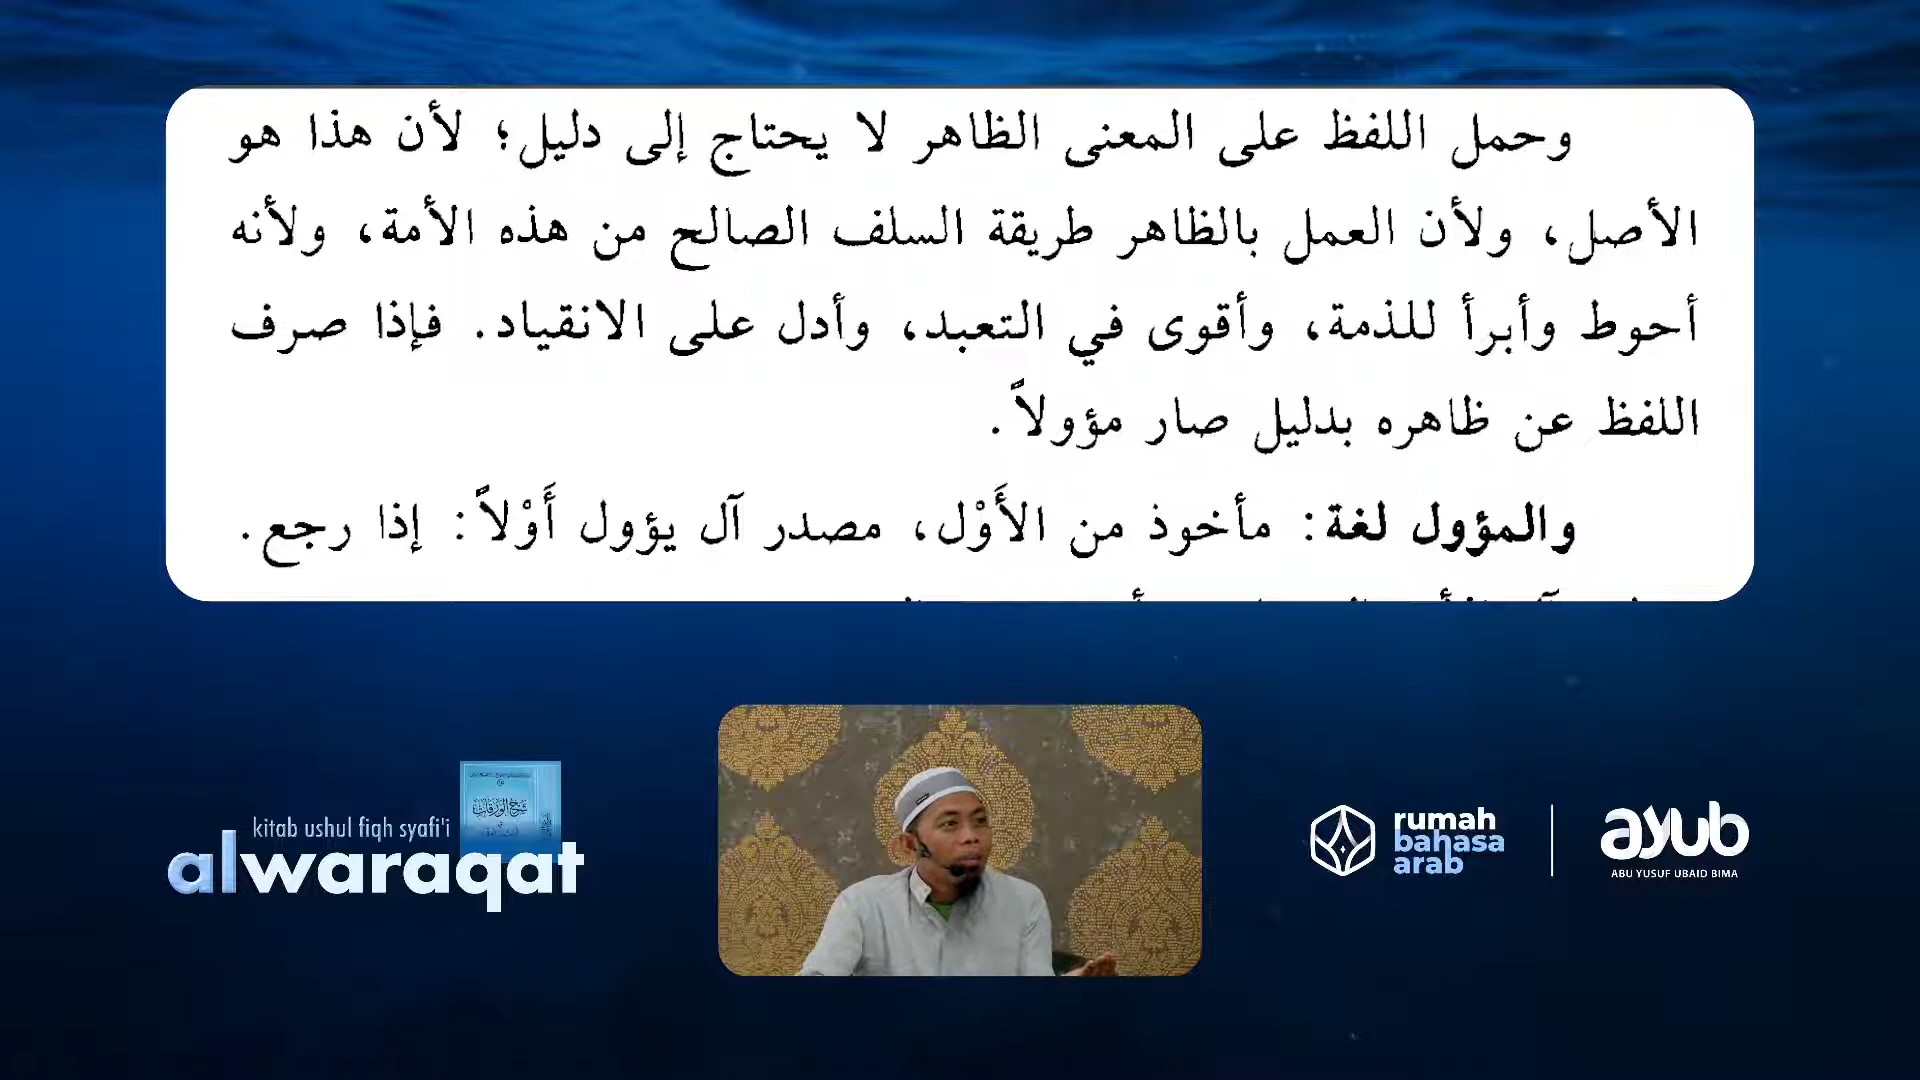 وحمل اللفظ على المعنى الظاهر لا يحتاج إلى دليل؛ لأن هذا هو
الأصل، ولأن العمل بالظاهر طريقة السلف الصالح من هذه الأمة، ولأنه
أحوط وأبرأ للذمة، وأقوى في التعبد، وأدل على الانقياد. فإذا صرف
اللفظ عن ظاهره بدليل صار مؤولاً.
والمؤول لغة: مأخوذ من الأَوْل، مصدر آل يؤول أَوْلاً: إذا رجع.
شرح الورقات
kitab ushul fiqh syafi'i
alwaraqat
rumah
bahasa
arab
ayub
ABU YUSUF UBAID BIMA